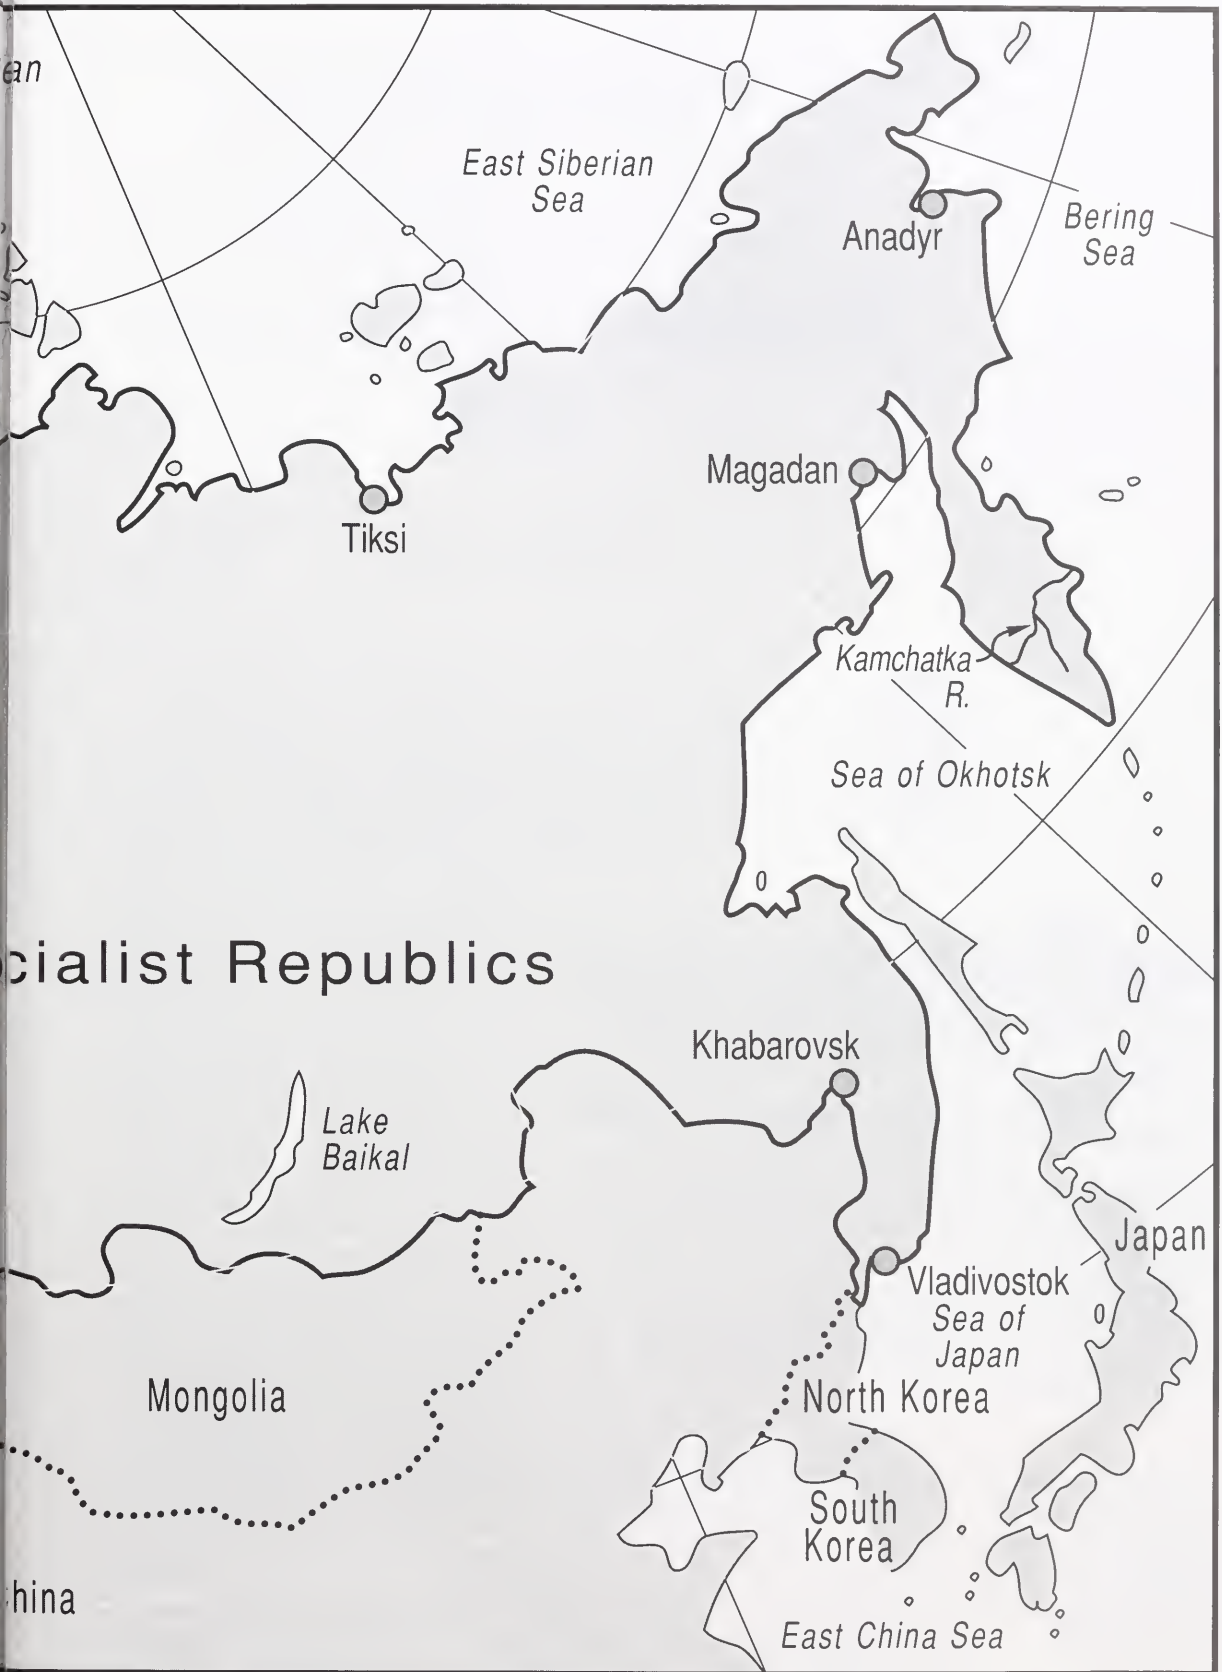 ean
East Siberian
Sea
Anadyr
Bering
Sea
Magadan
Tiksi
Kamchatka
R.
Sea of Okhotsk
cialist Republics
Khabarovsk
Lake
Baikal
Japan
Vladivostok
Sea of
Japan
Mongolia
North Korea
South
Korea
hina
East China Sea